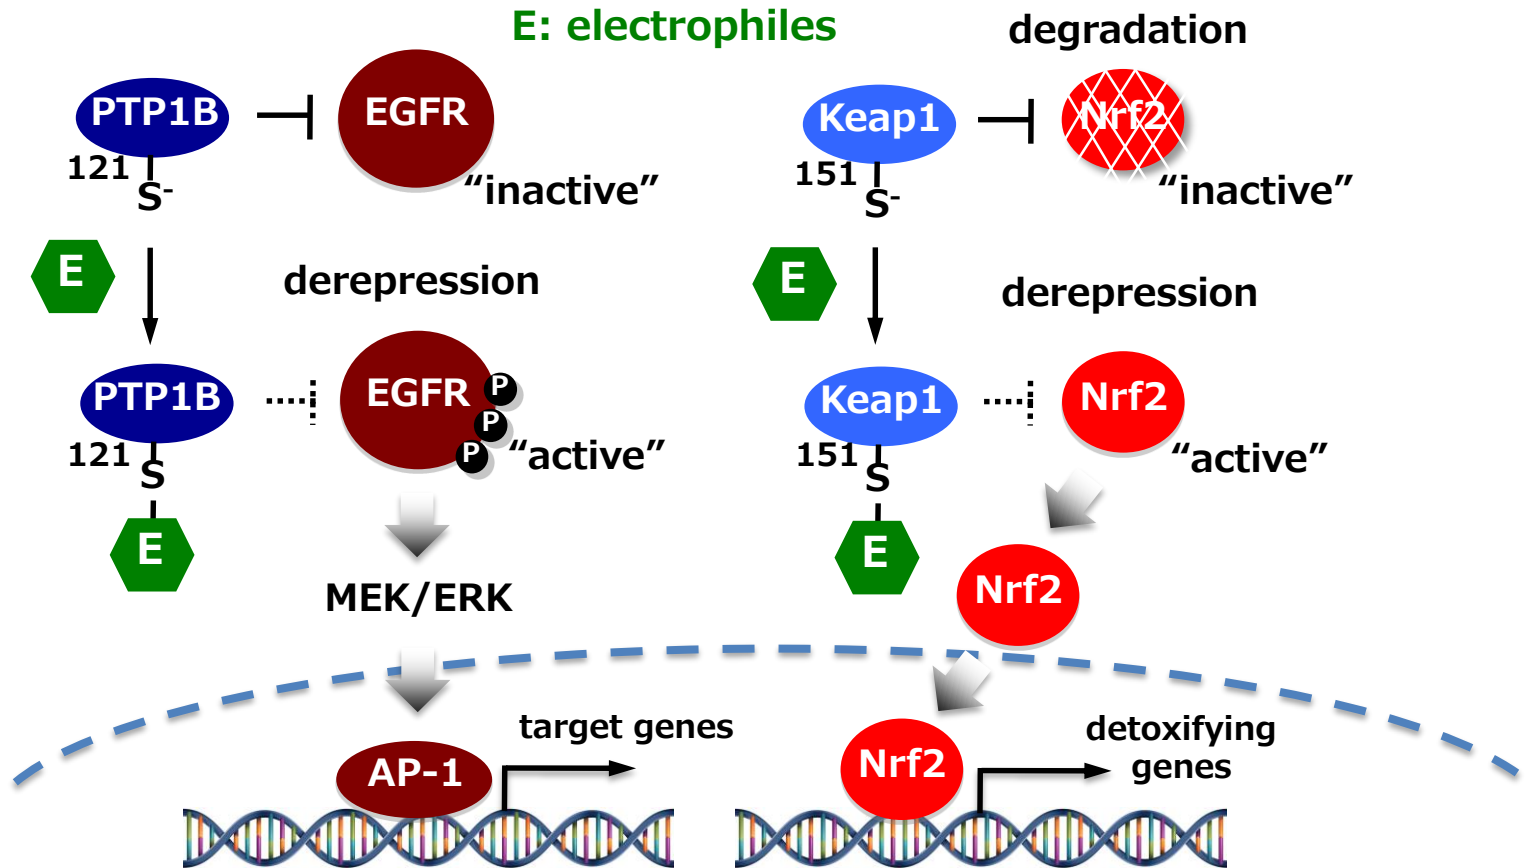 E: electrophiles
PTP1B
EGFR
121
S-
“inactive”
E
derepression
PTP1B
EGFR
P
P
P
121
S
“active”
E
MEK/ERK
AP-1
target genes
degradation
Keap1
Nrf2
151
S-
“inactive”
E
derepression
Keap1
Nrf2
151
S
“active”
E
Nrf2
Nrf2
detoxifying
genes